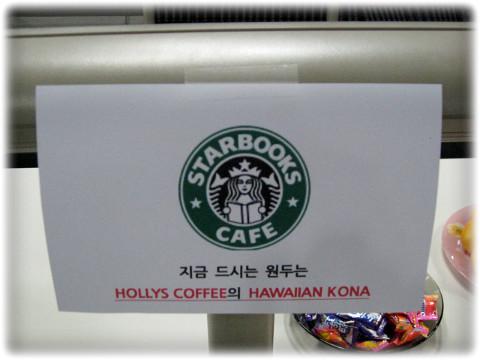 STARBOOKS
CAFE
지금 드시는 원두는
HOLLYS COFFEE의 HAWAIIAN KONA